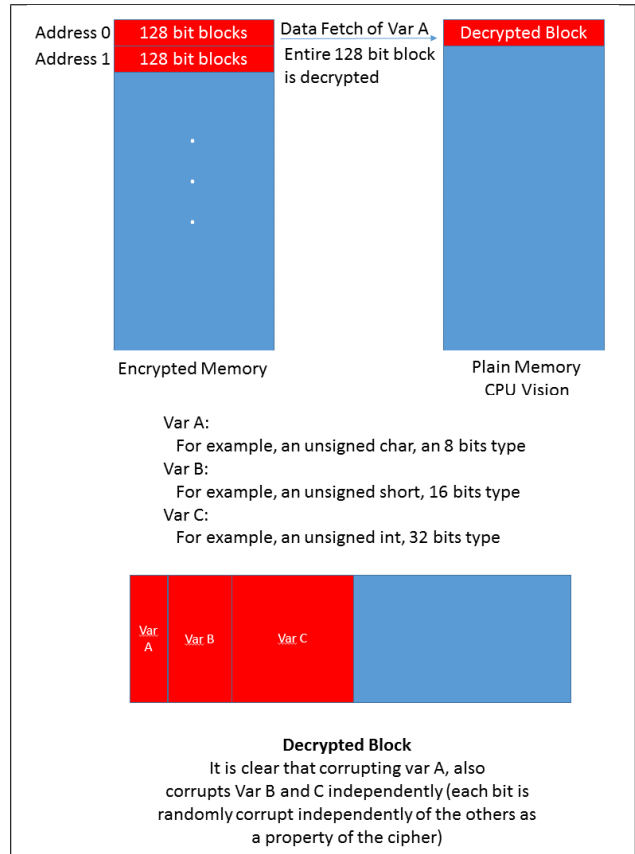 Address 0
128 bit blocks
Data Fetch of Var A
Decrypted Block
Address 1
128 bit blocks
Entire 128 bit block
is decrypted
Encrypted Memory
Plain Memory
CPU Vision
Var A:
For example, an unsigned char, an 8 bits type
Var B:
For example, an unsigned short, 16 bits type
Var C:
For example, an unsigned int, 32 bits type
Var
A
Var B
Var C
Decrypted Block
It is clear that corrupting var A, also
corrupts Var B and C independently (each bit is
randomly corrupt independently of the others as
a property of the cipher)